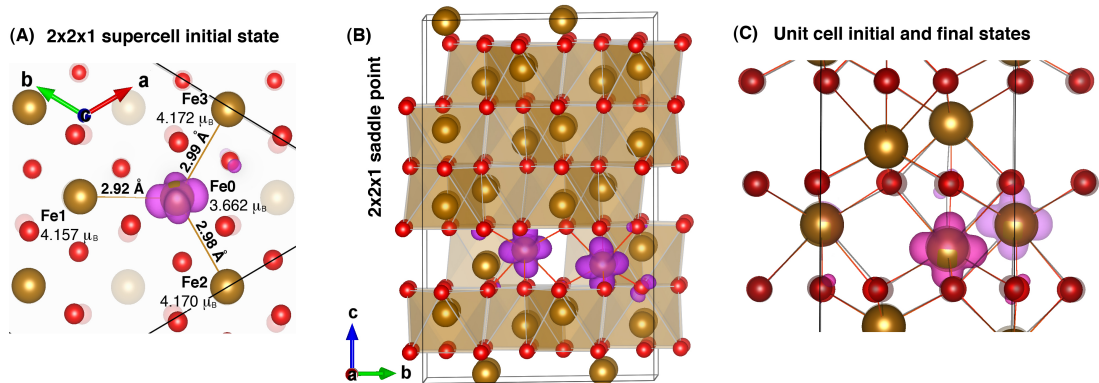 (A) 2x2x1 supercell initial state
b
a
Fe3
4.172 μB
2.99 Å
2.92 Å
Fe0
3.662 μB
Fe1
4.157 μB
2.98 Å
Fe2
4.170 μB
(B)
2x2x1 saddle point
c
a
b
(C) Unit cell initial and final states